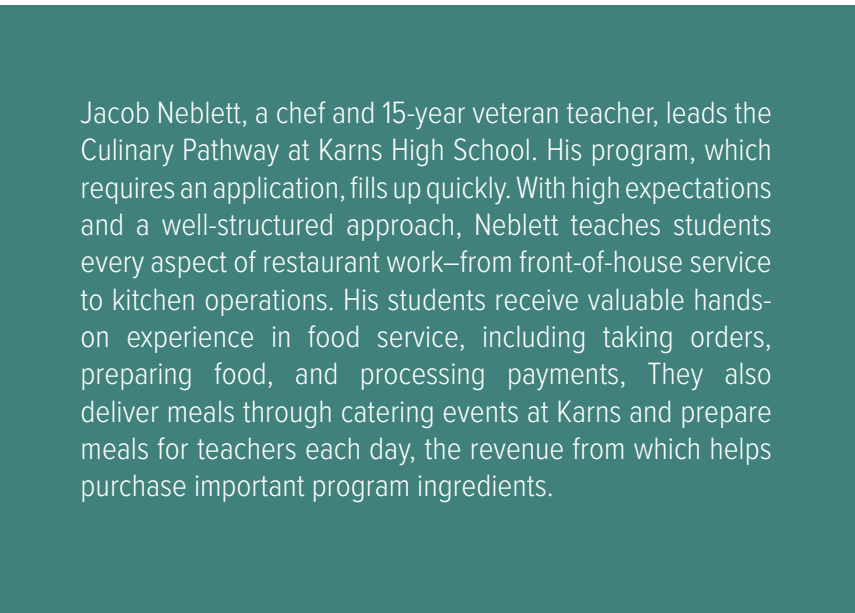 Jacob Neblett, a chef and 15-year veteran teacher, leads the
Culinary Pathway at Karns High School. His program, which
requires an application, fills up quickly. With high expectations
and a well-structured approach, Neblett teaches students
every aspect of restaurant work–from front-of-house service
to kitchen operations. His students receive valuable hands-
on experience in food service, including taking orders,
preparing food, and processing payments, They also
deliver meals through catering events at Karns and prepare
meals for teachers each day, the revenue from which helps
purchase important program ingredients.